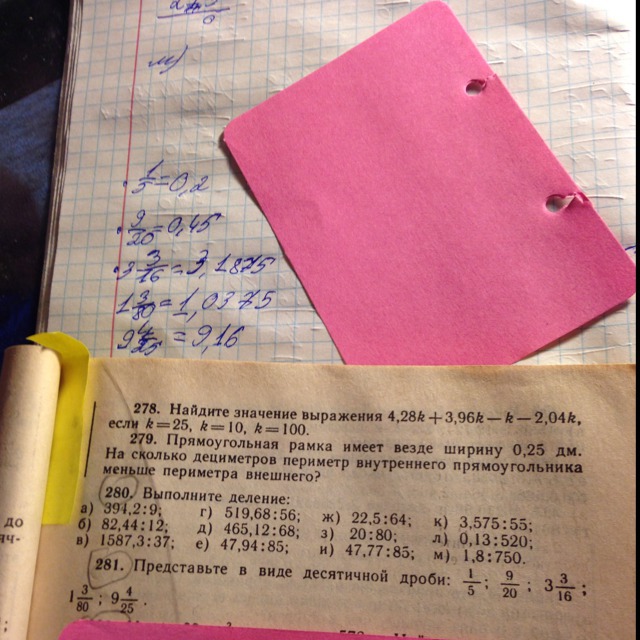 м)
1/5 = 0,2
9/20 = 0,45
3 3/16 = 3,1875
1 3/80 = 1,0375
9 4/25 = 9,16
278. Найдите значение выражения 4,28k+3,96k−k−2,04k,
если k=25, k=10, k=100.
279. Прямоугольная рамка имеет везде ширину 0,25 дм.
На сколько дециметров периметр внутреннего прямоугольника
меньше периметра внешнего?
280. Выполните деление:
а) 394,2:9; г) 519,68:56; ж) 22,5:64; к) 3,575:55;
б) 82,44:12; д) 465,12:68; з) 20:80; л) 0,13:520;
в) 1587,3:37; е) 47,94:85; и) 47,77:85; м) 1,8:750.
281. Представьте в виде десятичной дроби: 1/5; 9/20; 3 3/16;
1 3/80; 9 4/25.
до
яч-
;